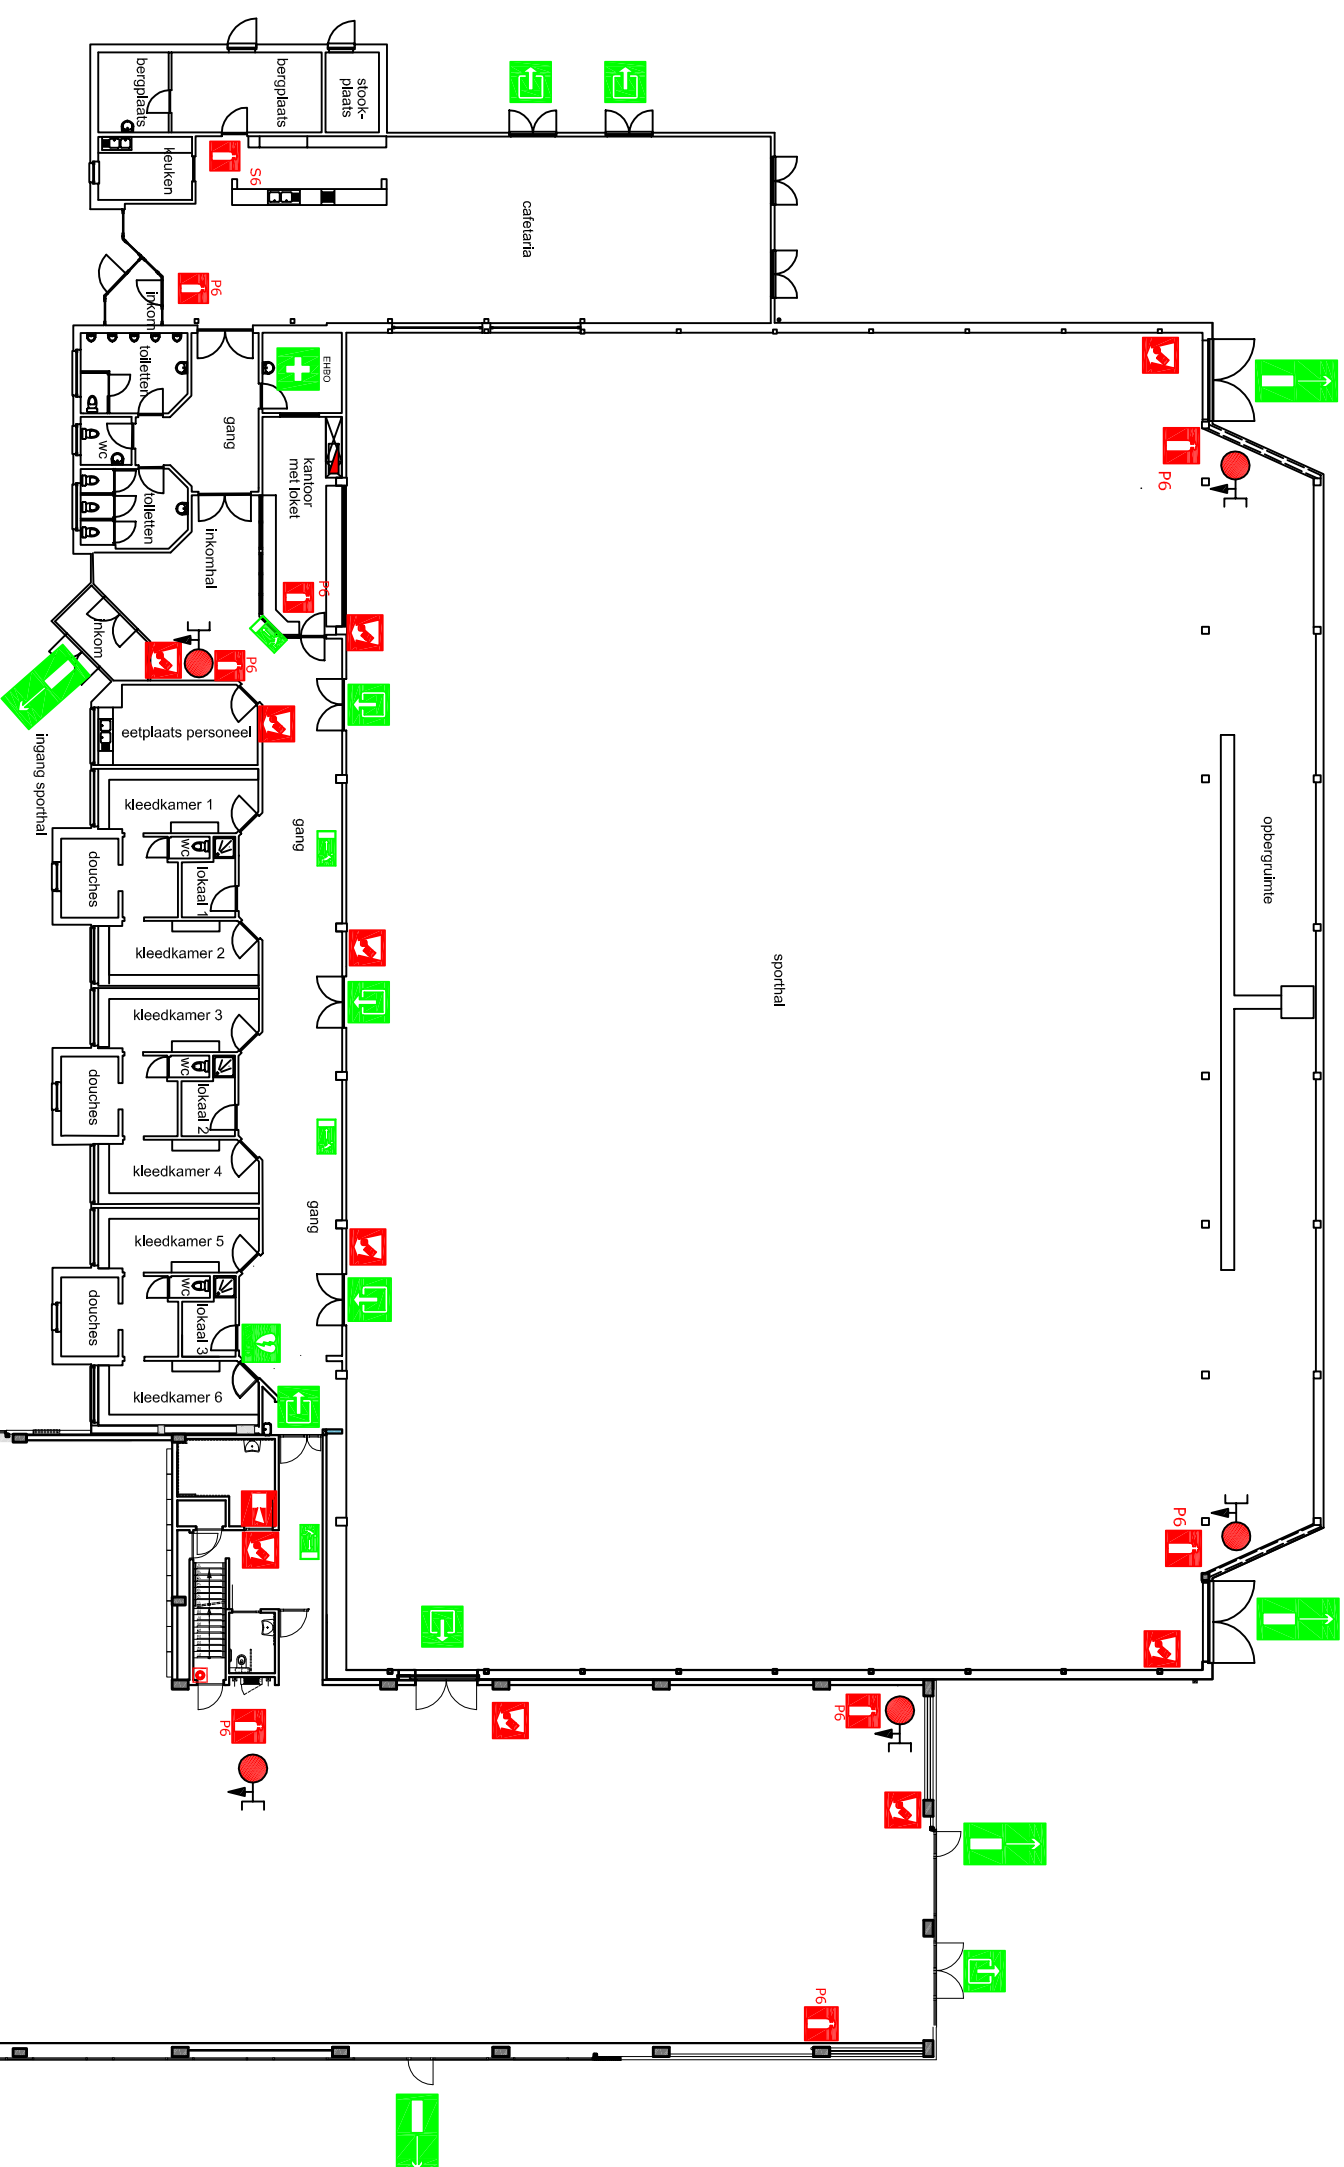 bergplaats
bergplaats
stook-
plaats
keuken
S6
cafetaria
P6
inkom
toiletten
EHBO
gang
wc
kantoor
met loket
toiletten
inkomhal
P6
inkom
P6
P6
eetplaats personeel
ingang sporthal
kleedkamer 1
gang
wc
lokaal 1
douches
kleedkamer 2
opbergruimte
sporthal
kleedkamer 3
wc
lokaal 2
douches
kleedkamer 4
gang
kleedkamer 5
wc
lokaal 3
douches
kleedkamer 6
P6
P6
P6
P6